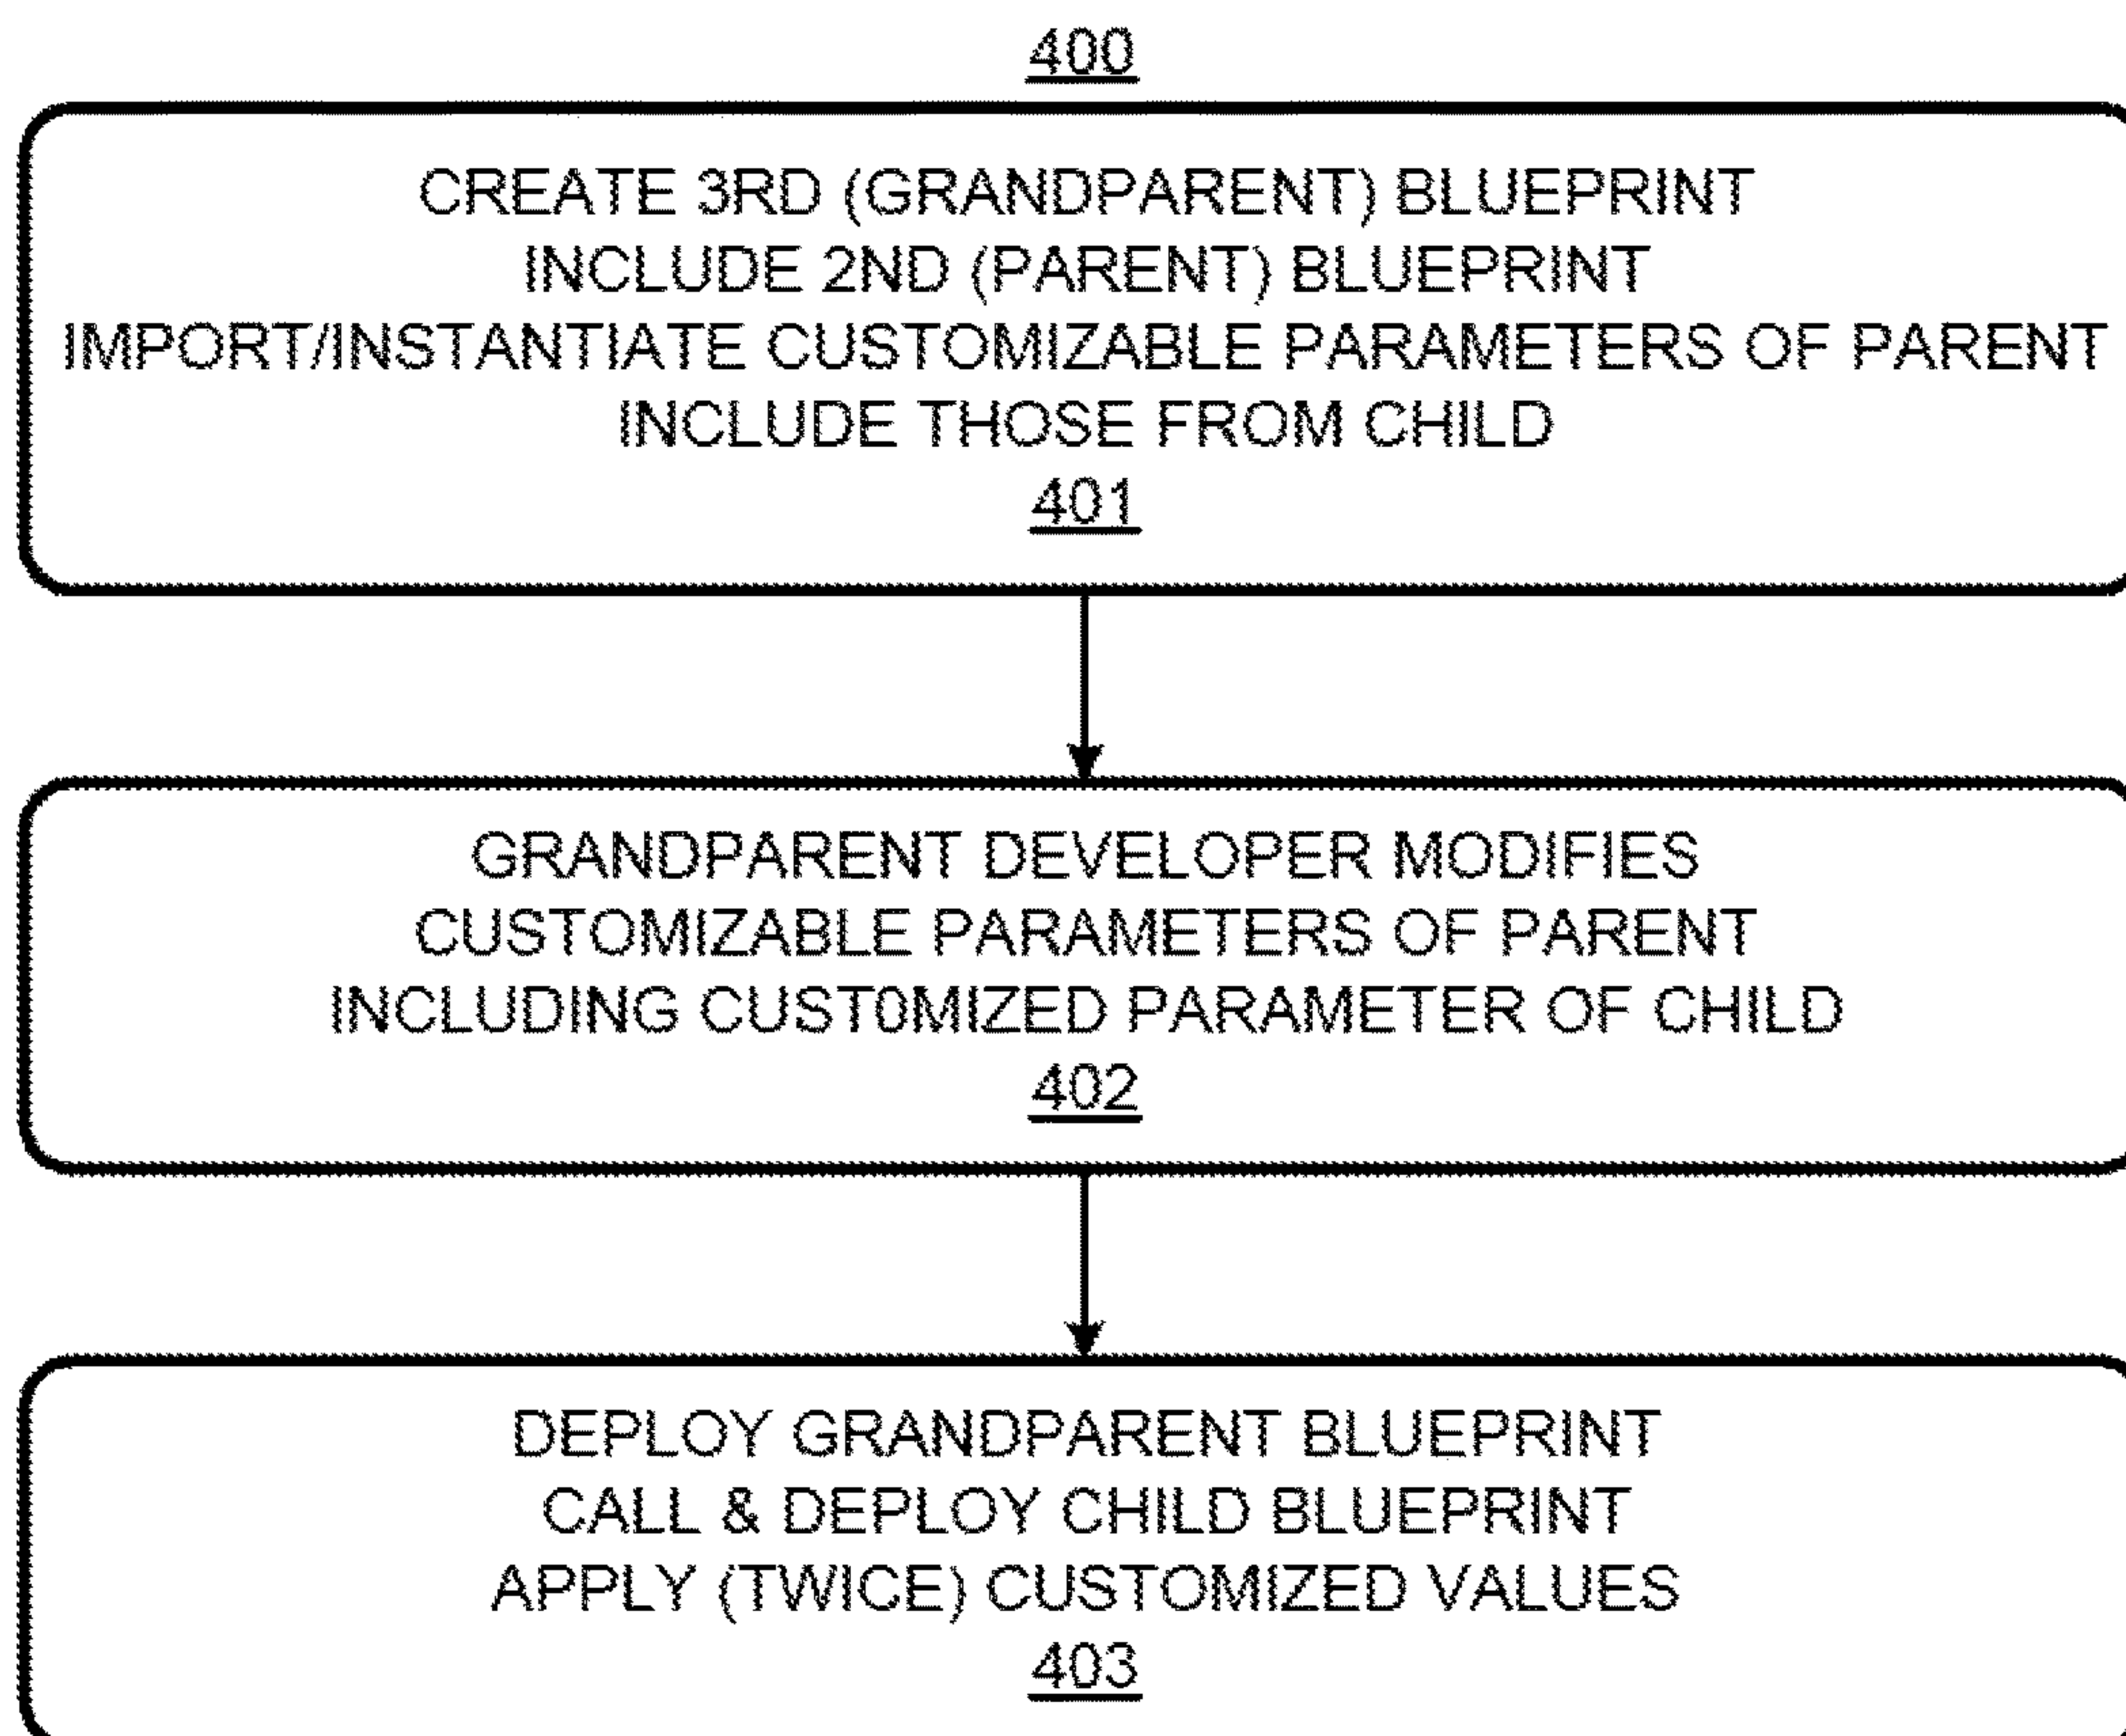 400
CREATE 3RD (GRANDPARENT) BLUEPRINT
INCLUDE 2ND (PARENT) BLUEPRINT
IMPORT/INSTANTIATE CUSTOMIZABLE PARAMETERS OF PARENT
INCLUDE THOSE FROM CHILD
401
GRANDPARENT DEVELOPER MODIFIES
CUSTOMIZABLE PARAMETERS OF PARENT
INCLUDING CUST0MIZED PARAMETER OF CHILD
402
DEPLOY GRANDPARENT BLUEPRINT
CALL & DEPLOY CHILD BLUEPRINT
APPLY (TWICE) CUSTOMIZED VALUES
403